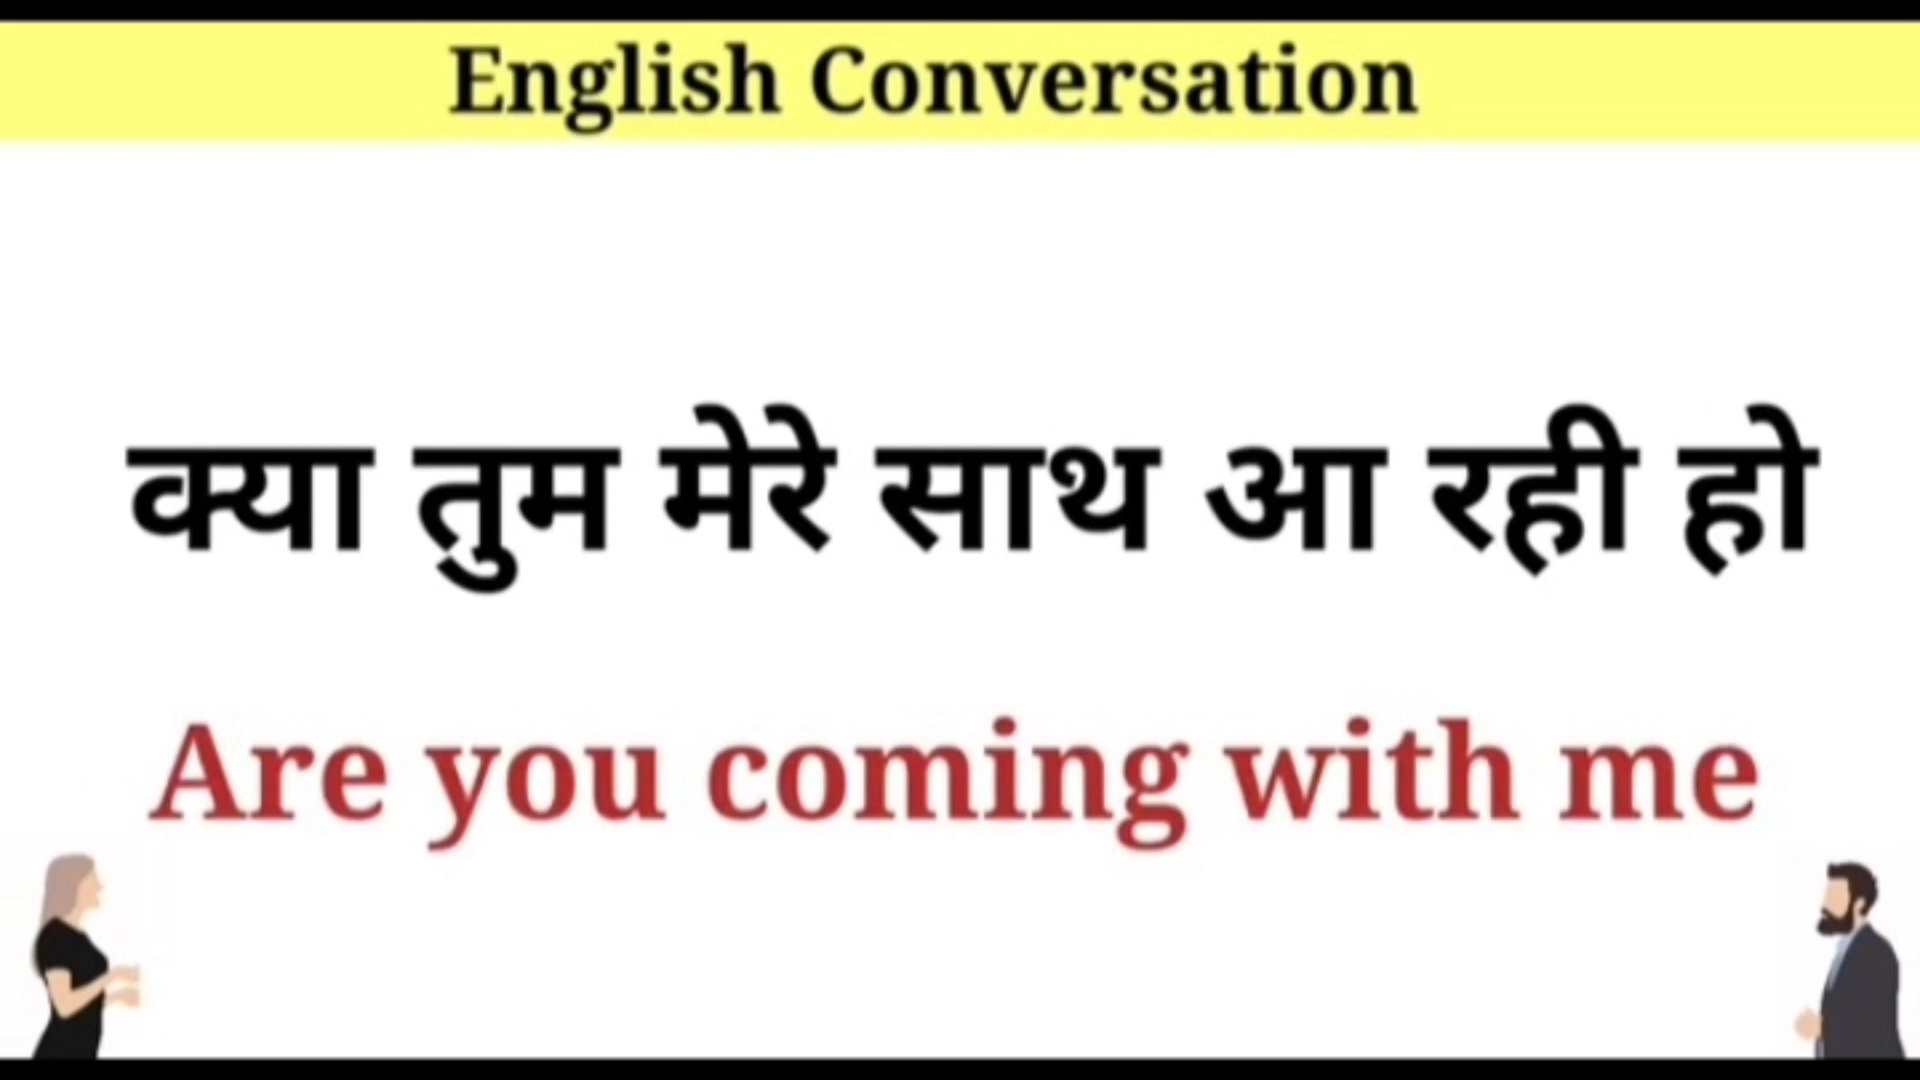 English Conversation
क्या तुम मेरे साथ आ रही हो
Are you coming with me